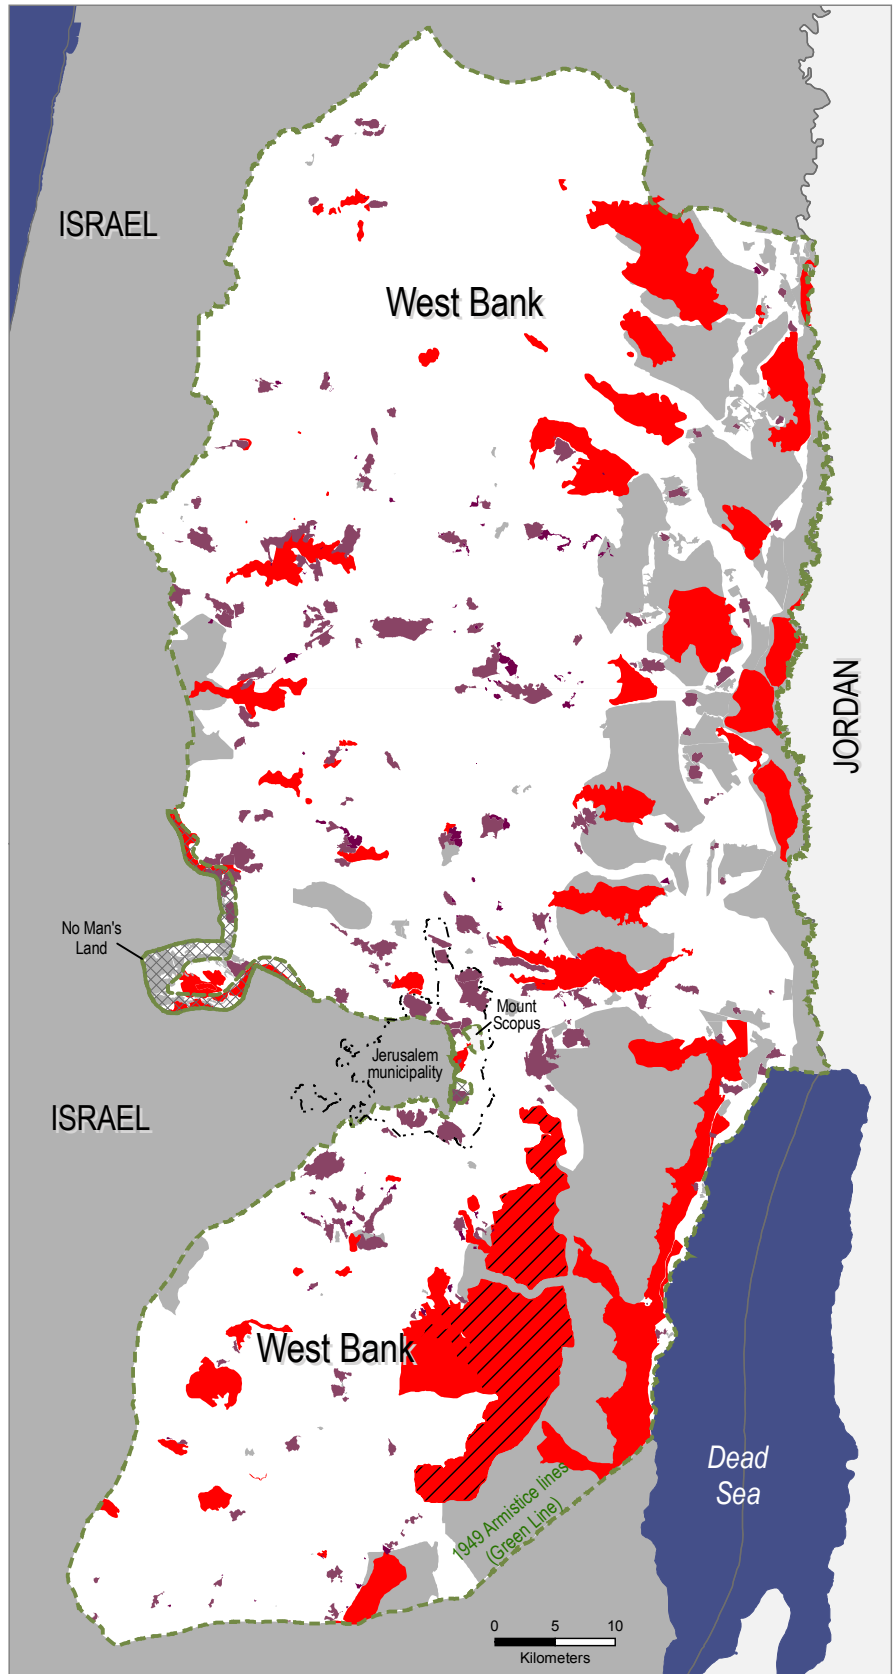 ISRAEL
West Bank
JORDAN
No Man's
Land
Mount
Scopus
Jerusalem
municipality
ISRAEL
West Bank
Dead
Sea
1949 Armistice lines
(Green Line)
0 5 10
Kilometers